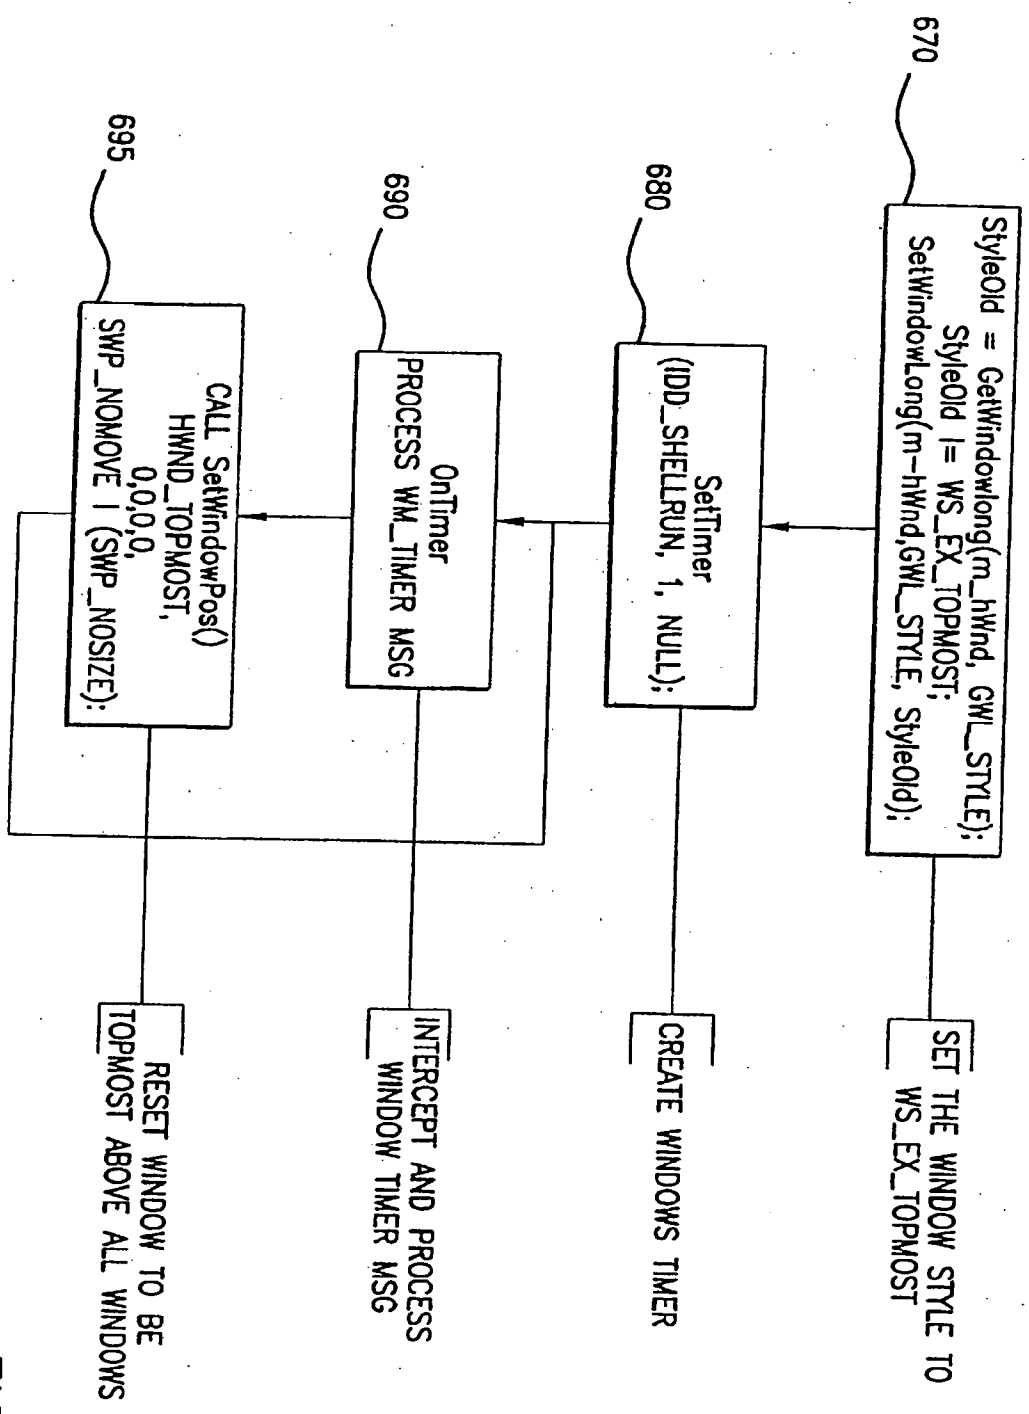 670
StyleOld = GetWindowlong(m_hWnd, GWL_STYLE);
StyleOld |= WS_EX_TOPMOST;
SetWindowLong(m-hWnd,GWL_STYLE, StyleOld);
SET THE WINDOW STYLE TO
WS_EX_TOPMOST
680
SetTimer
(IDD_SHELLRUN, 1, NULL);
CREATE WINDOWS TIMER
690
OnTimer
PROCESS WM_TIMER MSG
INTERCEPT AND PROCESS
WINDOW TIMER MSG
695
CALL SetWindowPos()
HWND_TOPMOST,
0,0,0,0,
SWP_NOMOVE | (SWP_NOSIZE);
RESET WINDOW TO BE
TOPMOST ABOVE ALL WINDOWS